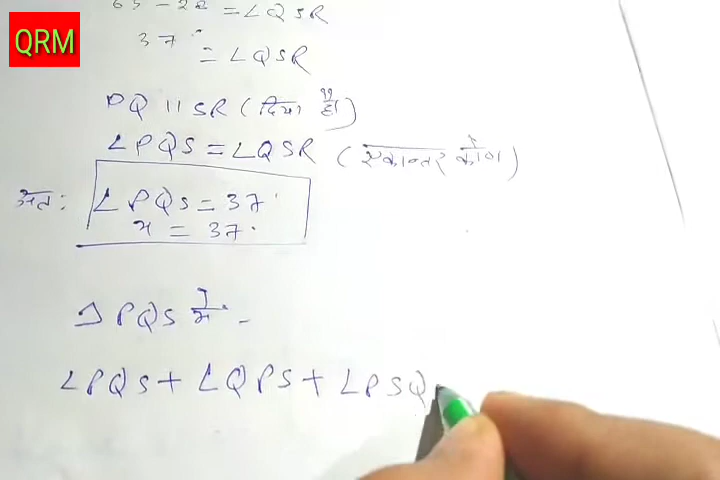 QRM
65 - 28 = ∠QSR
37° = ∠QSR
PQ || SR (दिया है)
∠PQS = ∠QSR (एकान्तर कोण)
अतः ∠PQS = 37°
x = 37°
△ PQS में -
∠PQS + ∠QPS + ∠PSQ